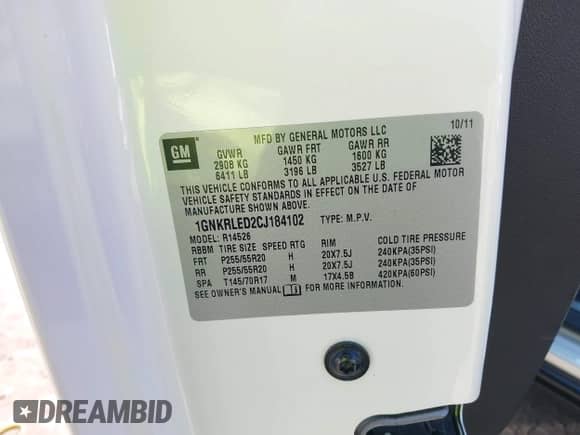 GM
MFD BY GENERAL MOTORS LLC
10/11
GVWR GAWR FRT GAWR RR
2908 KG 1450 KG 1600 KG
6411 LB 3196 LB 3527 LB
THIS VEHICLE CONFORMS TO ALL APPLICABLE U.S. FEDERAL MOTOR
VEHICLE SAFETY STANDARDS IN EFFECT ON THE DATE OF
MANUFACTURE SHOWN ABOVE.
1GNKRLED2CJ184102 TYPE: M.P.V.
MODEL: R14526
RBBM TIRE SIZE SPEED RTG RIM COLD TIRE PRESSURE
FRT P255/55R20 H 20X7.5J 240KPA(35PSI)
RR P255/55R20 H 20X7.5J 240KPA(35PSI)
SPA T145/70R17 M 17X4.5B 420KPA(60PSI)
SEE OWNER'S MANUAL i FOR MORE INFORMATION.
DREAMBID